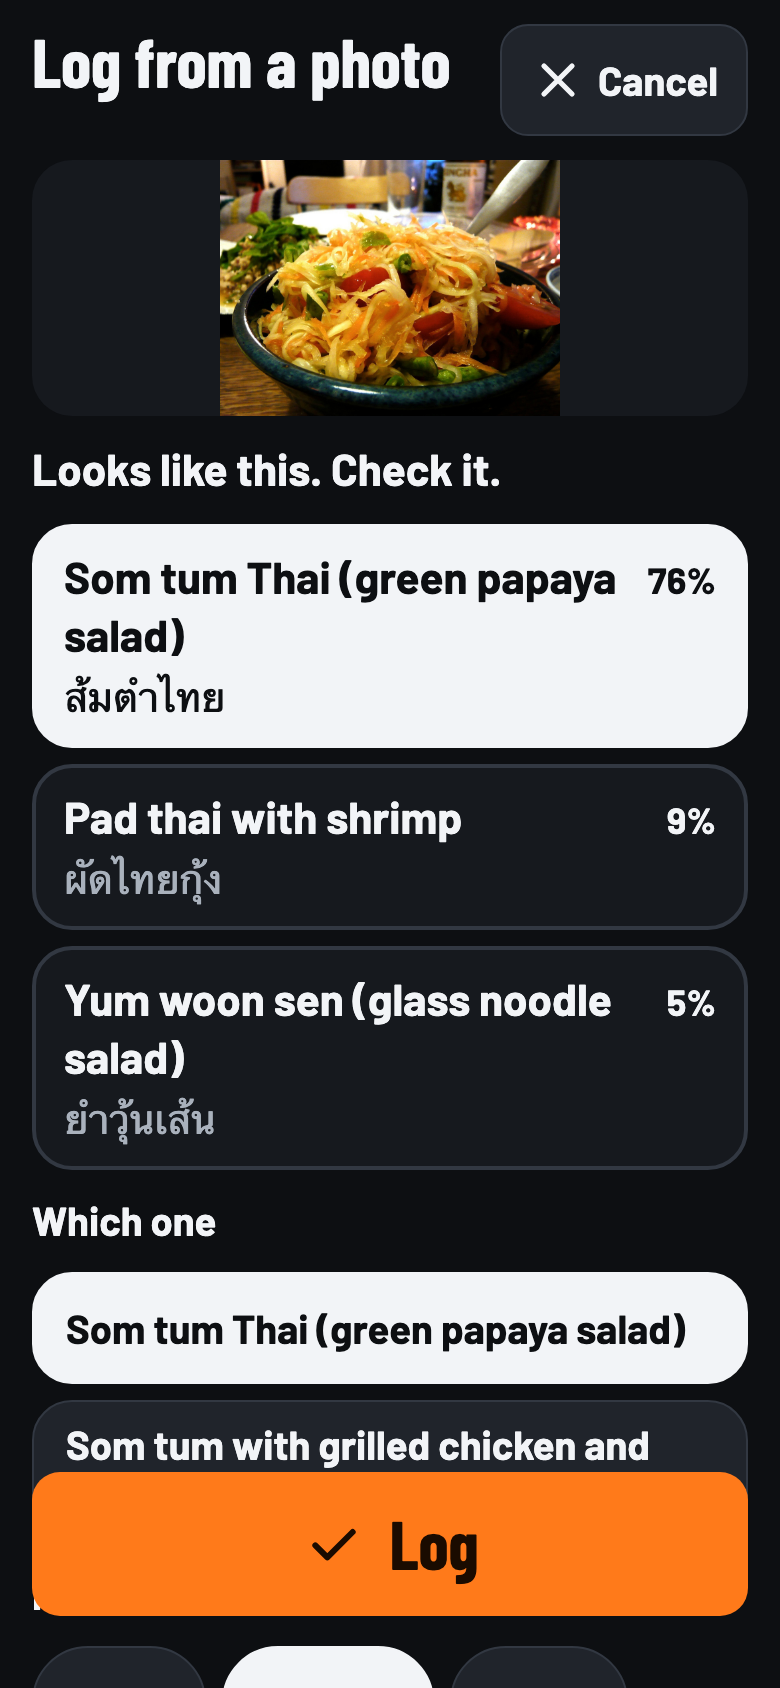 Log from a photo
Cancel
Looks like this. Check it.
Som tum Thai (green papaya
salad)
76%
ส้มตำไทย
Pad thai with shrimp
9%
ผัดไทยกุ้ง
Yum woon sen (glass noodle
salad)
5%
ยำวุ้นเส้น
Which one
Som tum Thai (green papaya salad)
Som tum with grilled chicken and
Log